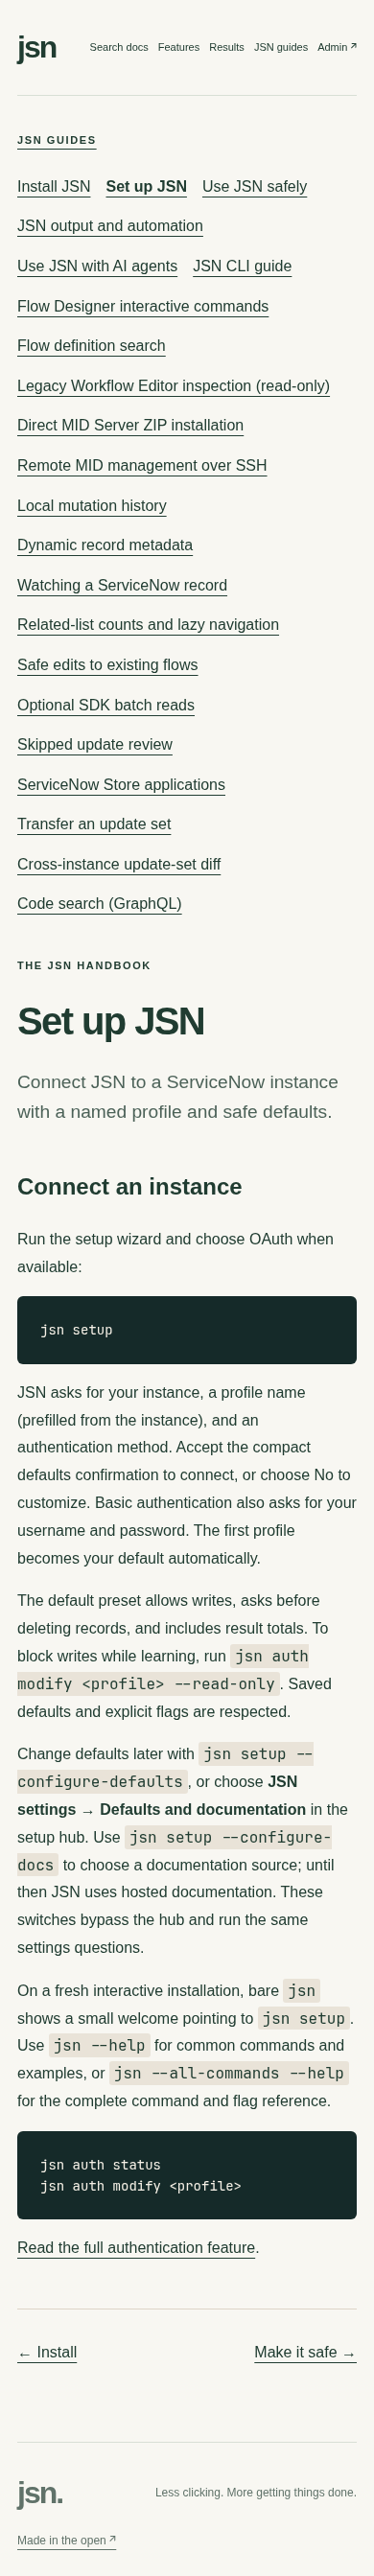 jsn Search docs Features Results JSN guides Admin ↗
JSN GUIDES
Install JSN Set up JSN Use JSN safely
JSN output and automation
Use JSN with AI agents JSN CLI guide
Flow Designer interactive commands
Flow definition search
Legacy Workflow Editor inspection (read-only)
Direct MID Server ZIP installation
Remote MID management over SSH
Local mutation history
Dynamic record metadata
Watching a ServiceNow record
Related-list counts and lazy navigation
Safe edits to existing flows
Optional SDK batch reads
Skipped update review
ServiceNow Store applications
Transfer an update set
Cross-instance update-set diff
Code search (GraphQL)
THE JSN HANDBOOK
Set up JSN
Connect JSN to a ServiceNow instance
with a named profile and safe defaults.
Connect an instance
Run the setup wizard and choose OAuth when
available:
jsn setup
JSN asks for your instance, a profile name
(prefilled from the instance), and an
authentication method. Accept the compact
defaults confirmation to connect, or choose No to
customize. Basic authentication also asks for your
username and password. The first profile
becomes your default automatically.
The default preset allows writes, asks before
deleting records, and includes result totals. To
block writes while learning, run jsn auth
modify <profile> --read-only. Saved
defaults and explicit flags are respected.
Change defaults later with jsn setup --
configure-defaults, or choose JSN
settings → Defaults and documentation in the
setup hub. Use jsn setup --configure-
docs to choose a documentation source; until
then JSN uses hosted documentation. These
switches bypass the hub and run the same
settings questions.
On a fresh interactive installation, bare jsn
shows a small welcome pointing to jsn setup.
Use jsn --help for common commands and
examples, or jsn --all-commands --help
for the complete command and flag reference.
jsn auth status
jsn auth modify <profile>
Read the full authentication feature.
← Install Make it safe →
jsn. Less clicking. More getting things done.
Made in the open ↗